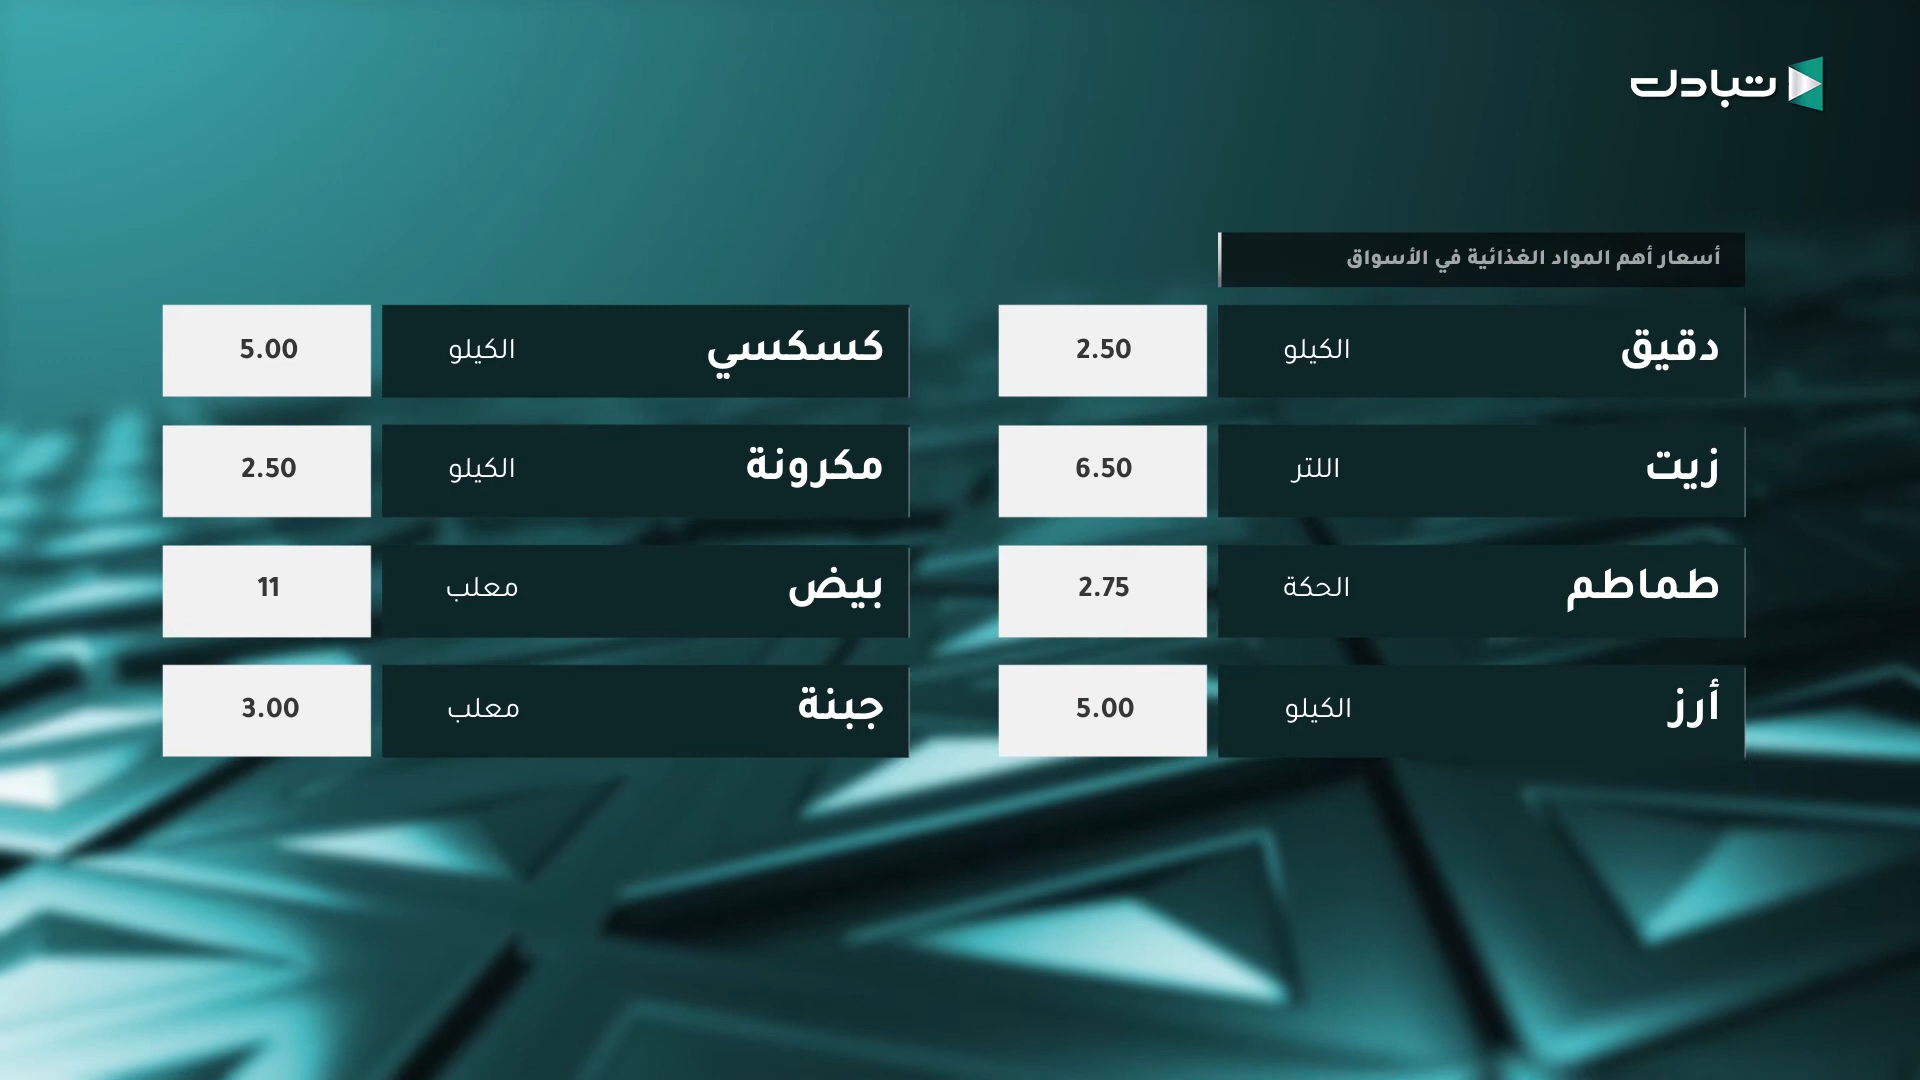 تبادل
أسعار أهم المواد الغذائية في الأسواق
دقيق الكيلو 2.50
زيت اللتر 6.50
طماطم الحكة 2.75
أرز الكيلو 5.00
كسكسي الكيلو 5.00
مكرونة الكيلو 2.50
بيض معلب 11
جبنة معلب 3.00